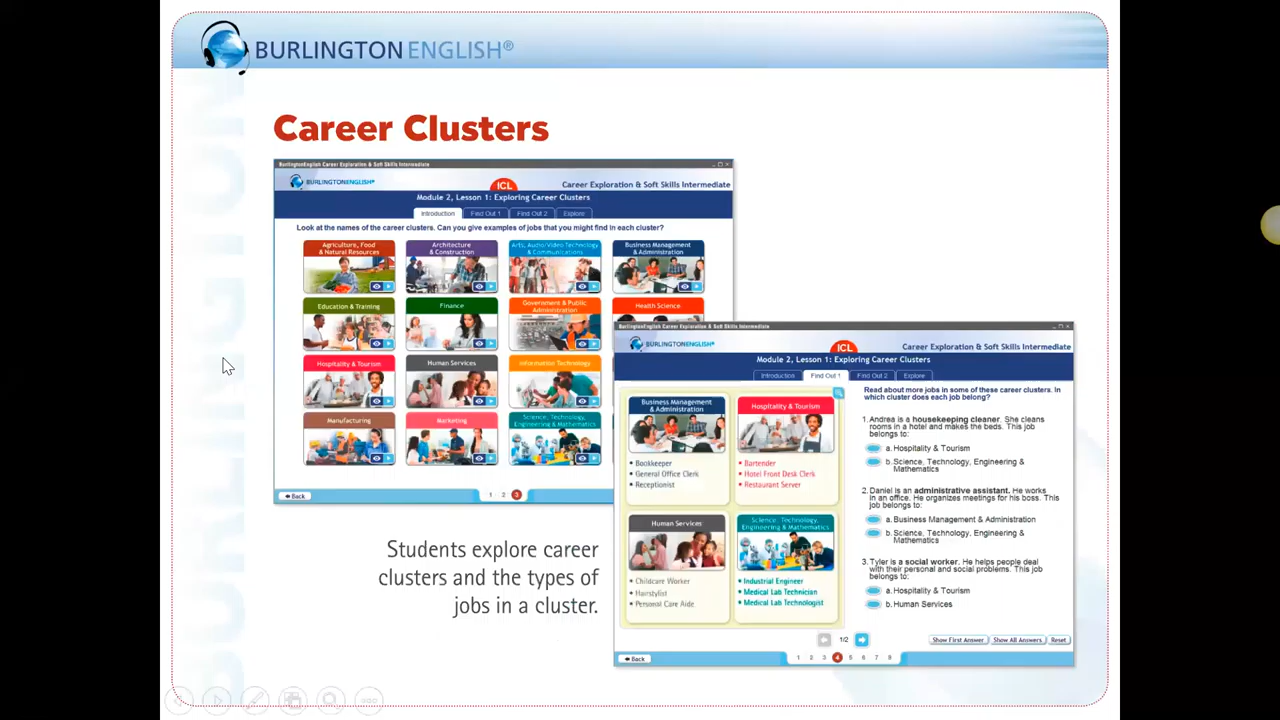 BURLINGTON ENGLISH®
Career Clusters
BurlingtonEnglish Career Exploration & Soft Skills Intermediate
BURLINGTONENGLISH®
ICL
Career Exploration & Soft Skills Intermediate
Module 2, Lesson 1: Exploring Career Clusters
Introduction
Find Out 1
Find Out 2
Explore
Look at the names of the career clusters. Can you give examples of jobs that you might find in each cluster?
Agriculture, Food
& Natural Resources
Architecture
& Construction
Arts, Audio/Video Technology
& Communications
Business Management
& Administration
Education & Training
Finance
Government & Public
Administration
Health Science
Hospitality & Tourism
Human Services
Information Technology
Manufacturing
Marketing
Science, Technology,
Engineering & Mathematics
Back
1 2 3
BurlingtonEnglish Career Exploration & Soft Skills Intermediate
BURLINGTONENGLISH®
ICL
Career Exploration & Soft Skills Intermediate
Module 2, Lesson 1: Exploring Career Clusters
Introduction
Find Out 1
Find Out 2
Explore
Business Management
& Administration
• Bookkeeper
• General Office Clerk
• Receptionist
Hospitality & Tourism
• Bartender
• Hotel Front Desk Clerk
• Restaurant Server
Human Services
• Childcare Worker
• Hairstylist
• Personal Care Aide
Science, Technology,
Engineering & Mathematics
• Industrial Engineer
• Medical Lab Technician
• Medical Lab Technologist
1/2
Read about more jobs in some of these career clusters. In
which cluster does each job belong?
1. Andrea is a housekeeping cleaner. She cleans
rooms in a hotel and makes the beds. This job
belongs to:
a. Hospitality & Tourism
b. Science, Technology, Engineering &
Mathematics
2. Daniel is an administrative assistant. He works
in an office. He organizes meetings for his boss. This
job belongs to:
a. Business Management & Administration
b. Science, Technology, Engineering &
Mathematics
3. Tyler is a social worker. He helps people deal
with their personal and social problems. This job
belongs to:
a. Hospitality & Tourism
b. Human Services
Show First Answer
Show All Answers
Reset
Back
1 2 3 4 5 6 7 8
Students explore career
clusters and the types of
jobs in a cluster.